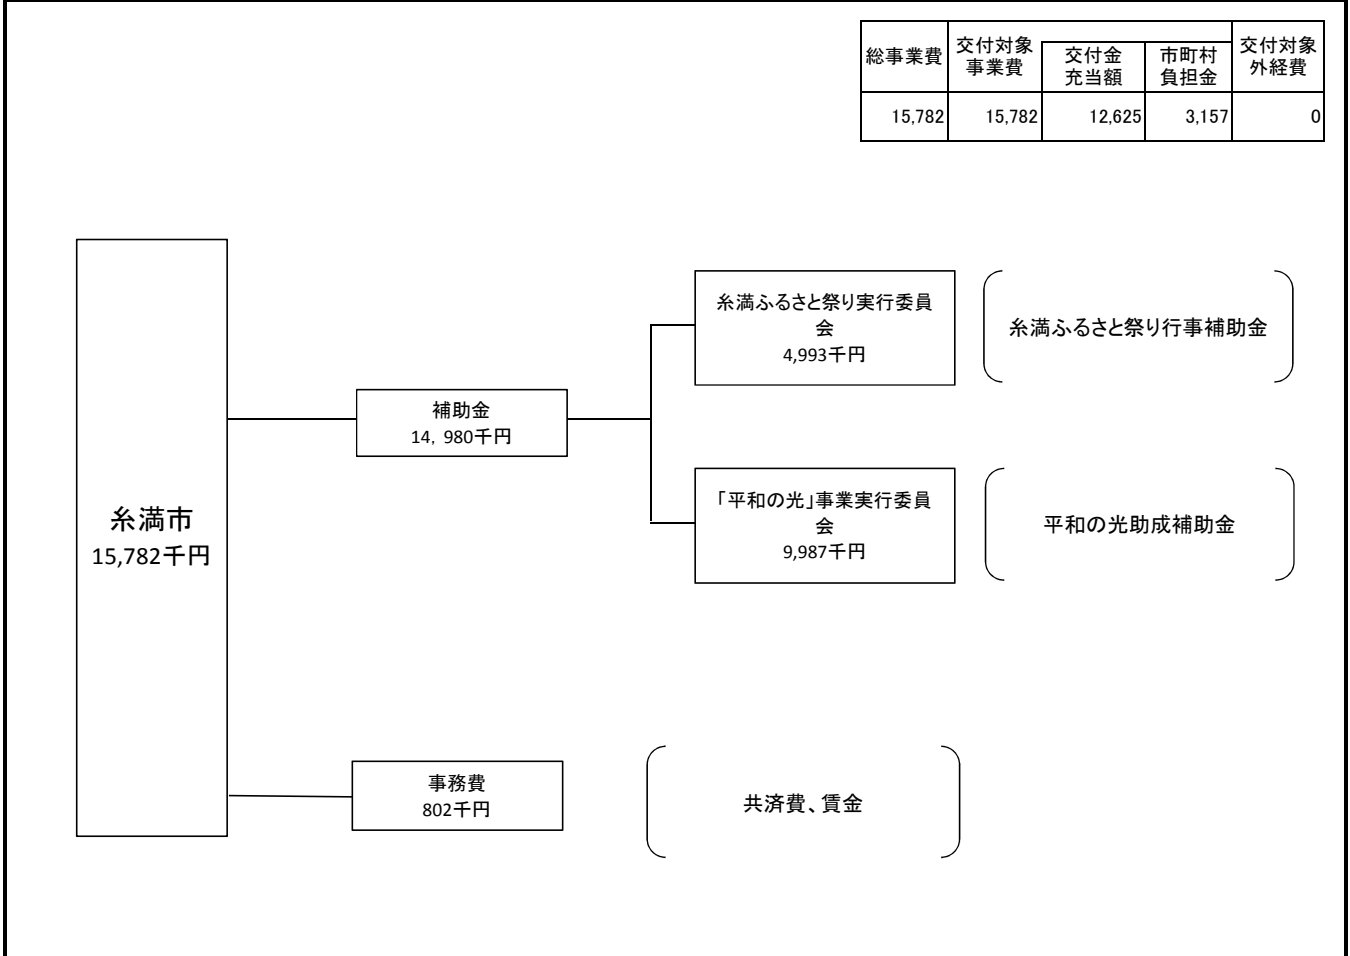 総事業費
交付対象
事業費
交付金
充当額
市町村
負担金
交付対象
外経費
15,782
15,782
12,625
3,157
0
糸満市
15,782千円
補助金
14，980千円
糸満ふるさと祭り実行委員
会
4,993千円
糸満ふるさと祭り行事補助金
「平和の光」事業実行委員
会
9,987千円
平和の光助成補助金
事務費
802千円
共済費、賃金